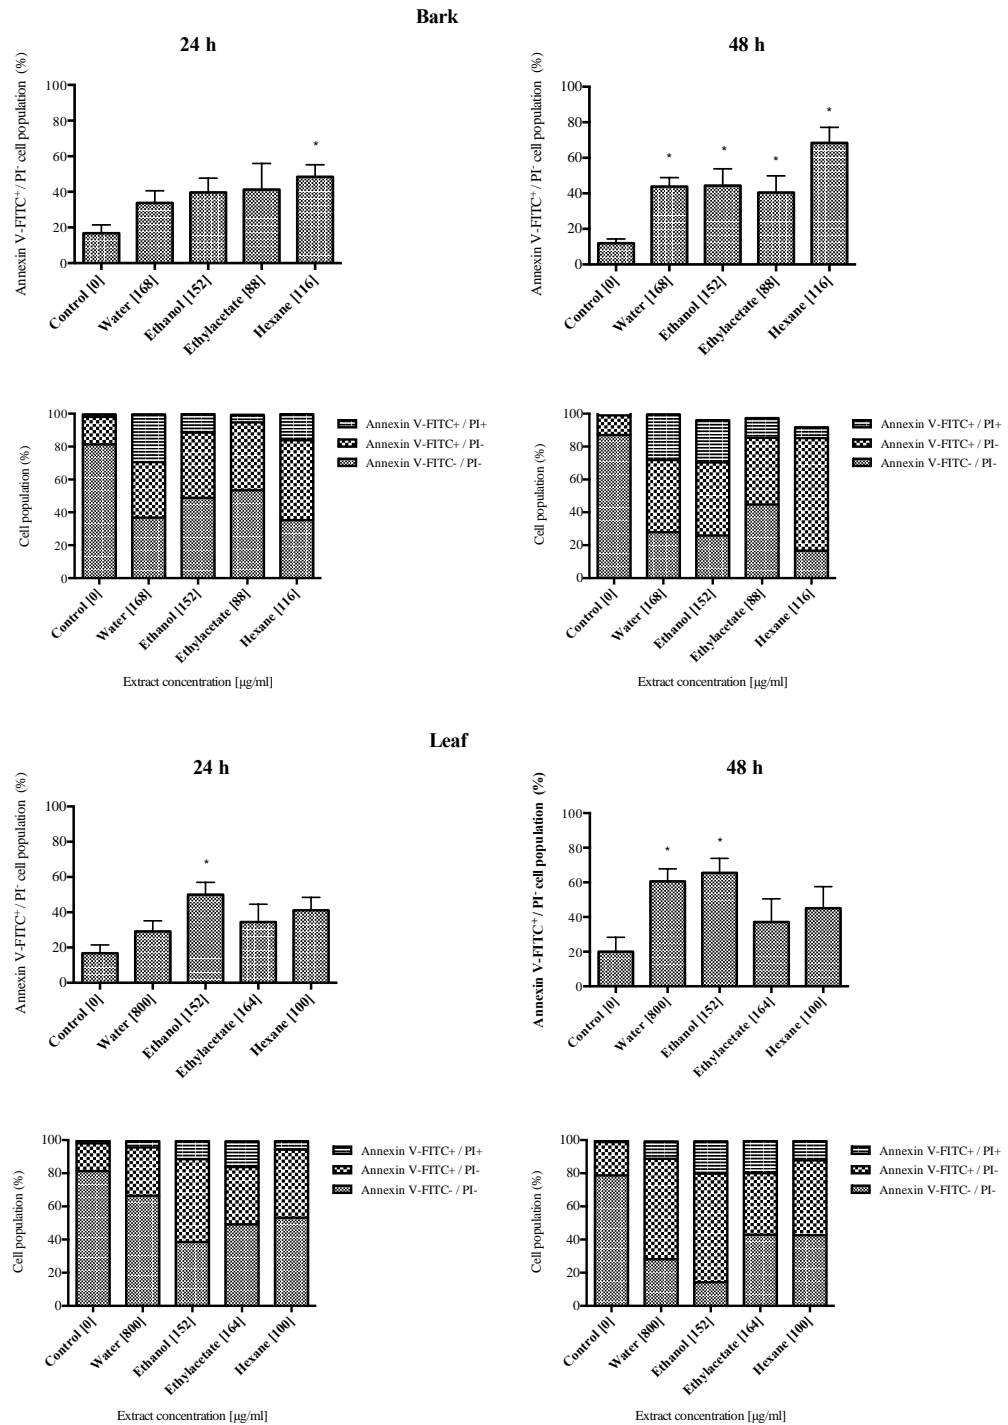 Bark
24 h
Annexin V-FITC⁺ / PI⁻ cell population (%)
100
80
60
40
20
0
*
Control [0]
Water [168]
Ethanol [152]
Ethylacetate [88]
Hexane [116]
48 h
Annexin V-FITC⁺ / PI⁻ cell population (%)
100
80
60
40
20
0
*
*
*
*
Control [0]
Water [168]
Ethanol [152]
Ethylacetate [88]
Hexane [116]
Cell population (%)
100
80
60
40
20
0
Annexin V-FITC+ / PI+
Annexin V-FITC+ / PI-
Annexin V-FITC- / PI-
Control [0]
Water [168]
Ethanol [152]
Ethylacetate [88]
Hexane [116]
Extract concentration [µg/ml]
Cell population (%)
100
80
60
40
20
0
Annexin V-FITC+ / PI+
Annexin V-FITC+ / PI-
Annexin V-FITC- / PI-
Control [0]
Water [168]
Ethanol [152]
Ethylacetate [88]
Hexane [116]
Extract concentration [µg/ml]
Leaf
24 h
Annexin V-FITC⁺ / PI⁻ cell population (%)
100
80
60
40
20
0
*
Control [0]
Water [800]
Ethanol [152]
Ethylacetate [164]
Hexane [100]
48 h
Annexin V-FITC⁺ / PI⁻ cell population (%)
100
80
60
40
20
0
*
*
Control [0]
Water [800]
Ethanol [152]
Ethylacetate [164]
Hexane [100]
Cell population (%)
100
80
60
40
20
0
Annexin V-FITC+ / PI+
Annexin V-FITC+ / PI-
Annexin V-FITC- / PI-
Control [0]
Water [800]
Ethanol [152]
Ethylacetate [164]
Hexane [100]
Extract concentration [µg/ml]
Cell population (%)
100
80
60
40
20
0
Annexin V-FITC+ / PI+
Annexin V-FITC+ / PI-
Annexin V-FITC- / PI-
Control [0]
Water [800]
Ethanol [152]
Ethylacetate [164]
Hexane [100]
Extract concentration [µg/ml]